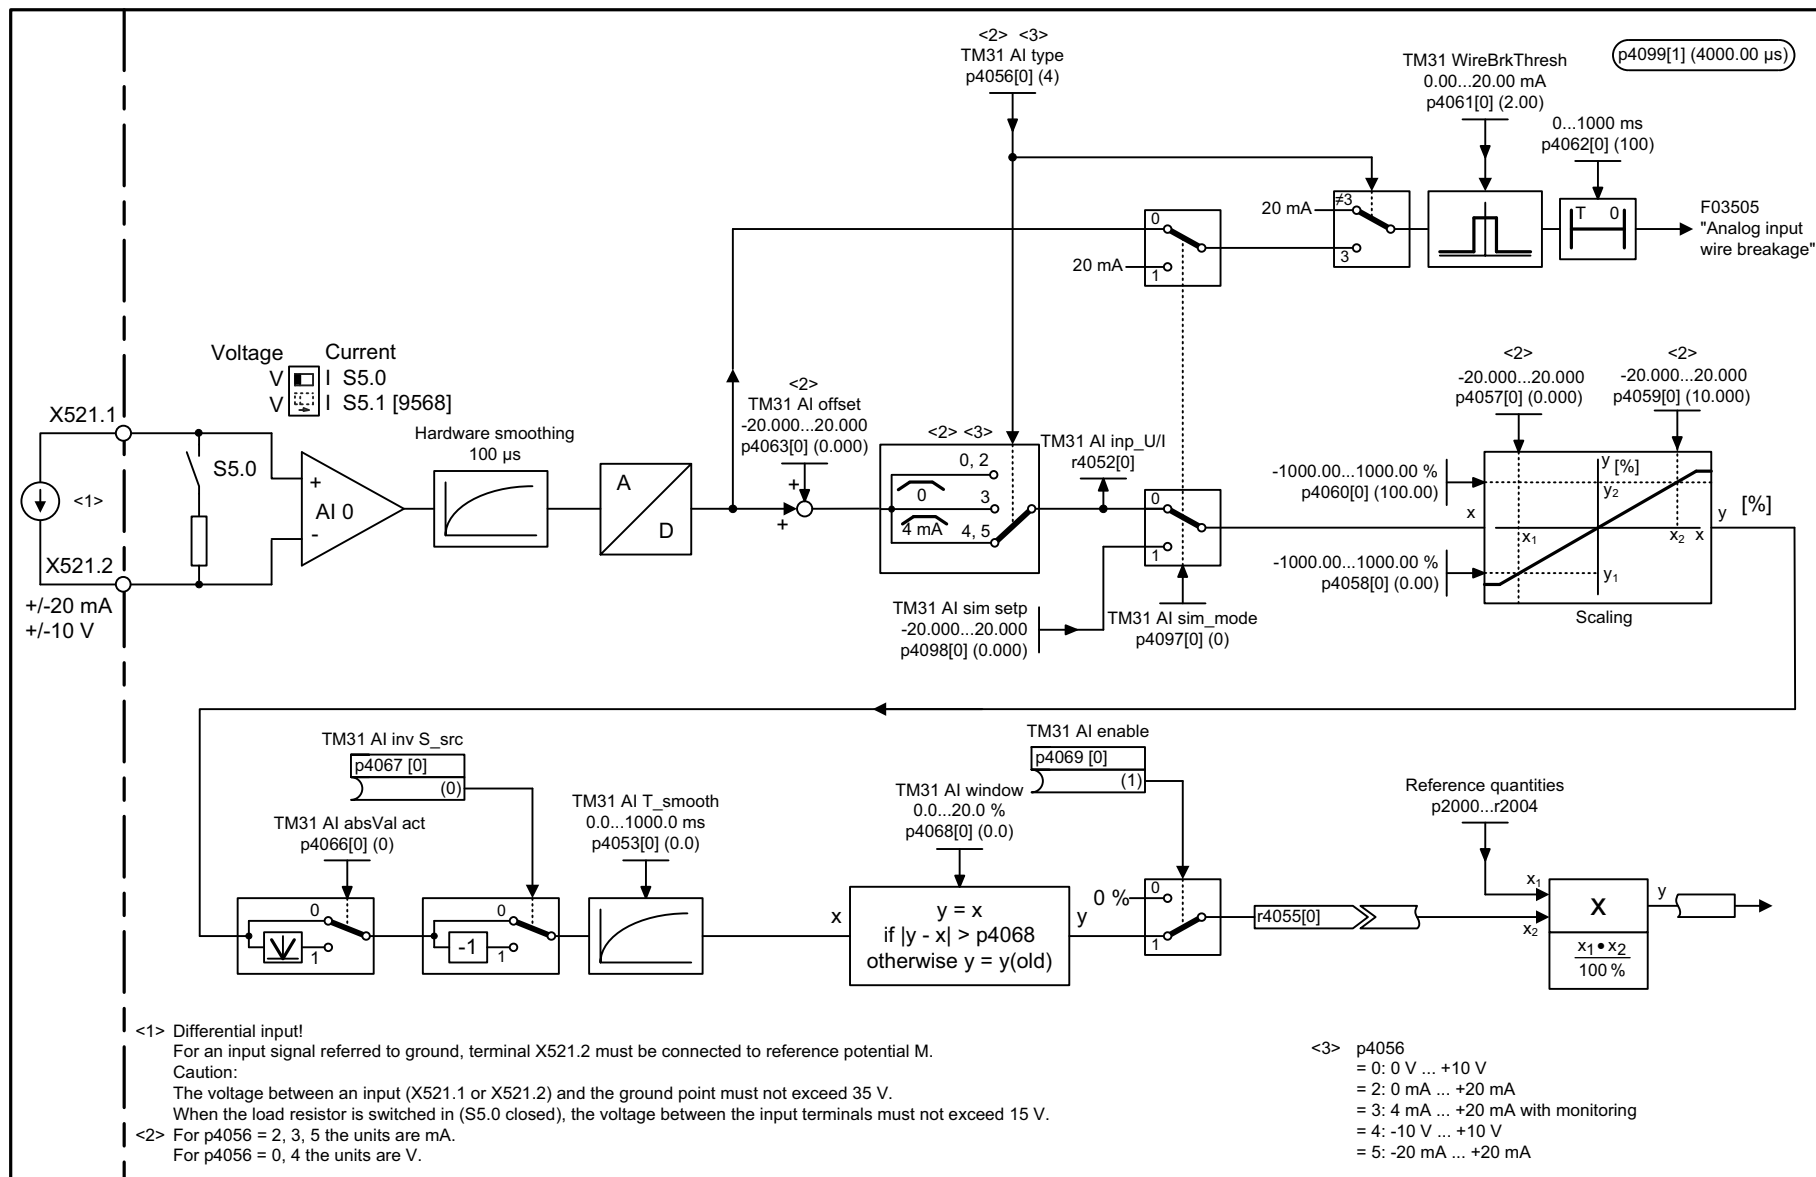 <2> <3>
TM31 AI type
p4056[0] (4)
TM31 WireBrkThresh
0.00...20.00 mA
p4061[0] (2.00)
p4099[1] (4000.00 µs)
0...1000 ms
p4062[0] (100)
20 mA
≠3
3
T 0
F03505
"Analog input
wire breakage"
0
20 mA
1
Voltage Current
V I S5.0
V I S5.1 [9568]
X521.1
S5.0
<1>
X521.2
+/-20 mA
+/-10 V
+
AI 0
-
Hardware smoothing
100 µs
A
D
<2>
TM31 AI offset
-20.000...20.000
p4063[0] (0.000)
+
+
<2> <3>
0, 2
0
3
4 mA
4, 5
TM31 AI inp_U/I
r4052[0]
0
1
TM31 AI sim setp
-20.000...20.000
p4098[0] (0.000)
TM31 AI sim_mode
p4097[0] (0)
<2>
-20.000...20.000
p4057[0] (0.000)
<2>
-20.000...20.000
p4059[0] (10.000)
-1000.00...1000.00 %
p4060[0] (100.00)
x
-1000.00...1000.00 %
p4058[0] (0.00)
y [%]
y2
x1
x2 x
y1
y [%]
Scaling
TM31 AI inv S_src
p4067 [0]
(0)
TM31 AI absVal act
p4066[0] (0)
TM31 AI T_smooth
0.0...1000.0 ms
p4053[0] (0.0)
TM31 AI window
0.0...20.0 %
p4068[0] (0.0)
TM31 AI enable
p4069 [0]
(1)
Reference quantities
p2000...r2004
0
1
0
-1
1
x
y = x
if |y - x| > p4068
otherwise y = y(old)
y
0 %
0
1
r4055[0]
x1
x2
X
x1 • x2
100 %
y
<1> Differential input!
For an input signal referred to ground, terminal X521.2 must be connected to reference potential M.
Caution:
The voltage between an input (X521.1 or X521.2) and the ground point must not exceed 35 V.
When the load resistor is switched in (S5.0 closed), the voltage between the input terminals must not exceed 15 V.
<2> For p4056 = 2, 3, 5 the units are mA.
For p4056 = 0, 4 the units are V.
<3> p4056
= 0: 0 V ... +10 V
= 2: 0 mA ... +20 mA
= 3: 4 mA ... +20 mA with monitoring
= 4: -10 V ... +10 V
= 5: -20 mA ... +20 mA